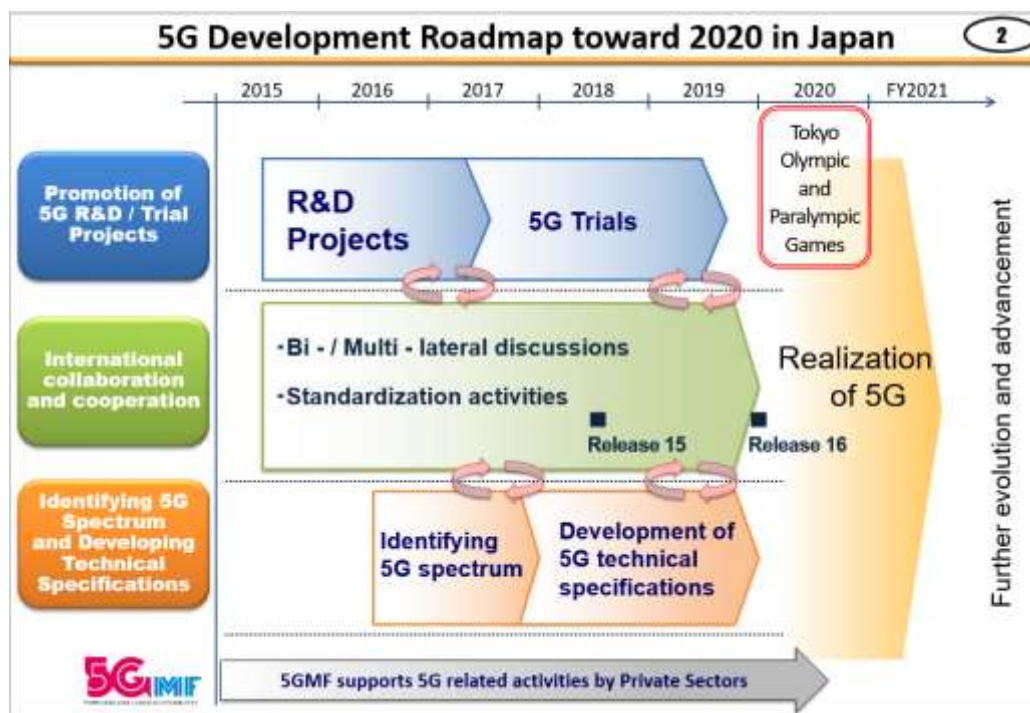 5G Development Roadmap toward 2020 in Japan
2
2015 2016 2017 2018 2019 2020 FY2021
Promotion of
5G R&D / Trial
Projects
R&D
Projects
5G Trials
Tokyo
Olympic
and
Paralympic
Games
International
collaboration
and cooperation
・Bi - / Multi - lateral discussions
・Standardization activities
Release 15
Release 16
Realization
of 5G
Further evolution and advancement
Identifying 5G
Spectrum
and Developing
Technical
Specifications
Identifying
5G spectrum
Development of
5G technical
specifications
5GMF
5GMF supports 5G related activities by Private Sectors